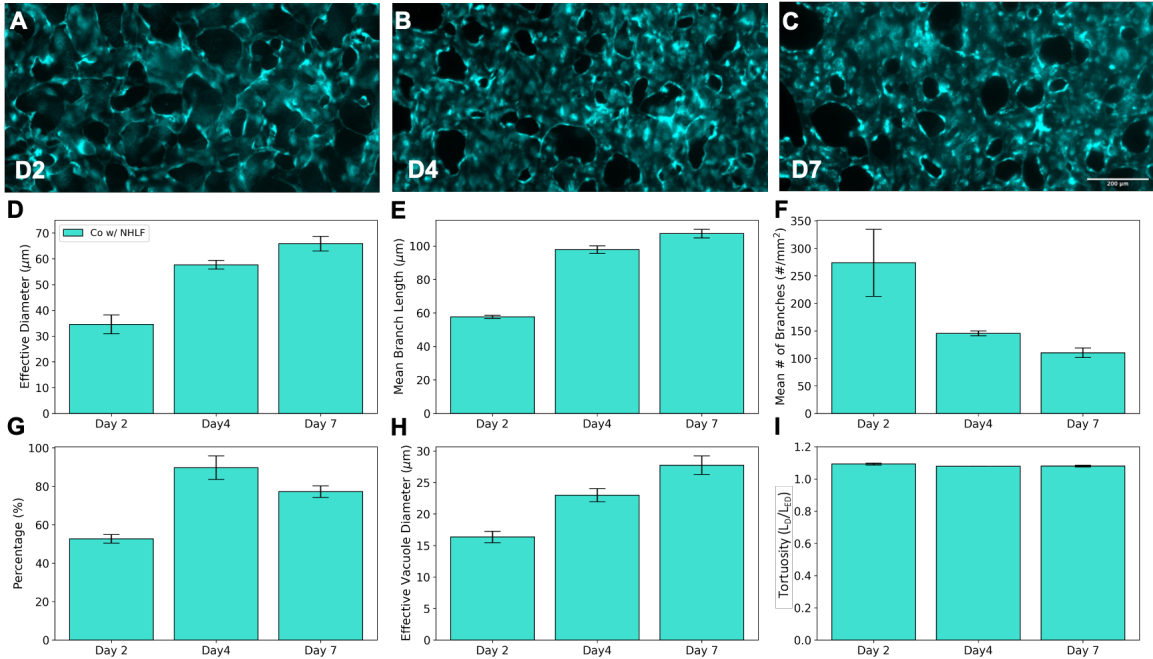 A
B
C
D2
D4
D7
200 μm
D
Effective Diameter (μm)
70
60
50
40
30
20
10
0
Co w/ NHLF
Day 2
Day4
Day 7
E
Mean Branch Length (μm)
100
80
60
40
20
0
Day 2
Day4
Day 7
F
Mean # of Branches (#/mm²)
350
300
250
200
150
100
50
0
Day 2
Day4
Day 7
G
Percentage (%)
100
80
60
40
20
0
Day 2
Day4
Day 7
H
Effective Vacuole Diameter (μm)
30
25
20
15
10
5
0
Day 2
Day4
Day 7
I
Tortuosity (L_D/L_ED)
1.2
1.0
0.8
0.6
0.4
0.2
0.0
Day 2
Day4
Day 7